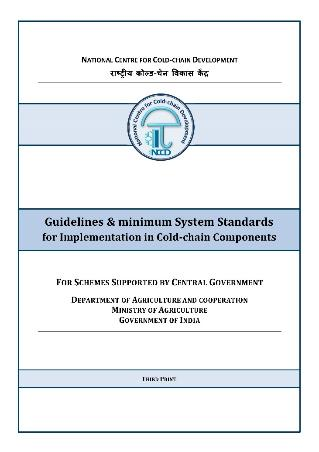 NATIONAL CENTRE FOR COLD-CHAIN DEVELOPMENT
राष्ट्रीय कोल्ड-चेन विकास केंद्र
National Centre for Cold-chain Development
NCCD
Guidelines & minimum System Standards
for Implementation in Cold-chain Components
FOR SCHEMES SUPPORTED BY CENTRAL GOVERNMENT
DEPARTMENT OF AGRICULTURE AND COOPERATION
MINISTRY OF AGRICULTURE
GOVERNMENT OF INDIA
THIRD PRINT